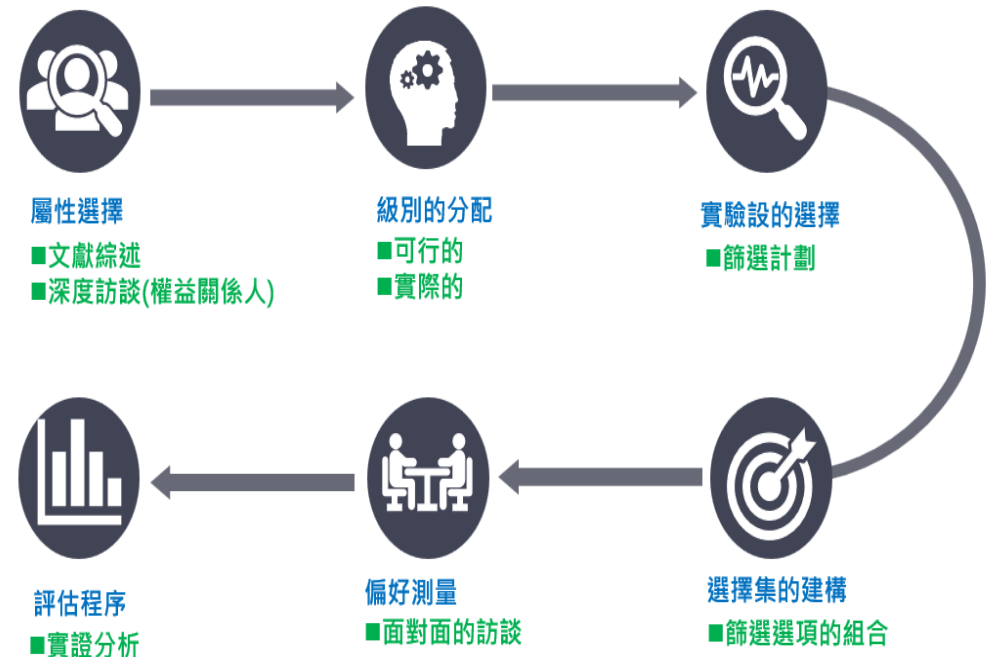 屬性選擇
■文獻綜述
■深度訪談(權益關係人)
級別的分配
■可行的
■實際的
實驗設的選擇
■篩選計劃
選擇集的建構
■篩選選項的組合
偏好測量
■面對面的訪談
評估程序
■實證分析